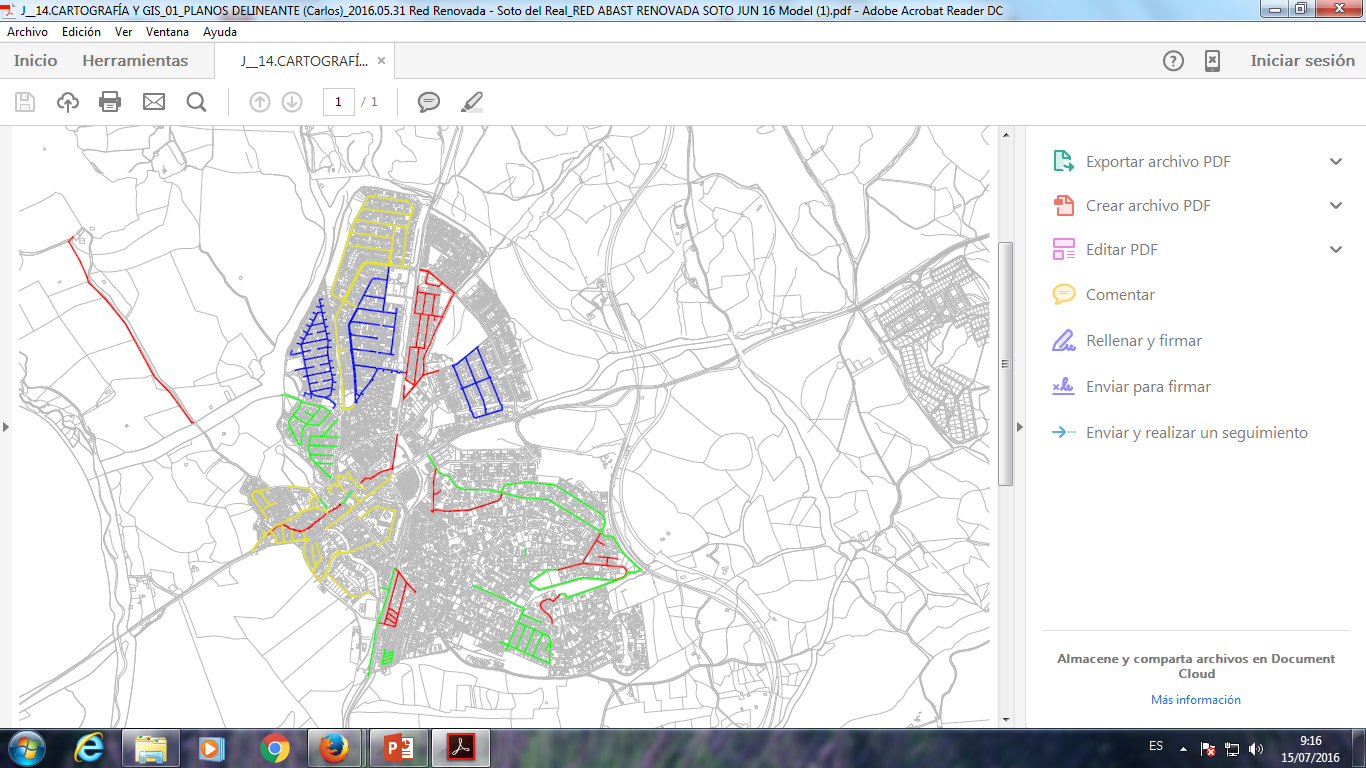 J__14.CARTOGRAFÍA Y GIS_01_PLANOS DELINEANTE (Carlos)_2016.05.31 Red Renovada - Soto del Real_RED ABAST RENOVADA SOTO JUN 16 Model (1).pdf - Adobe Acrobat Reader DC
Archivo Edición Ver Ventana Ayuda
Inicio Herramientas J__14.CARTOGRAFÍ... × Iniciar sesión
1 / 1
Exportar archivo PDF
Crear archivo PDF
Editar PDF
Comentar
Rellenar y firmar
Enviar para firmar
Enviar y realizar un seguimiento
Almacene y comparta archivos en Document
Cloud
Más información
ES 9:16
15/07/2016